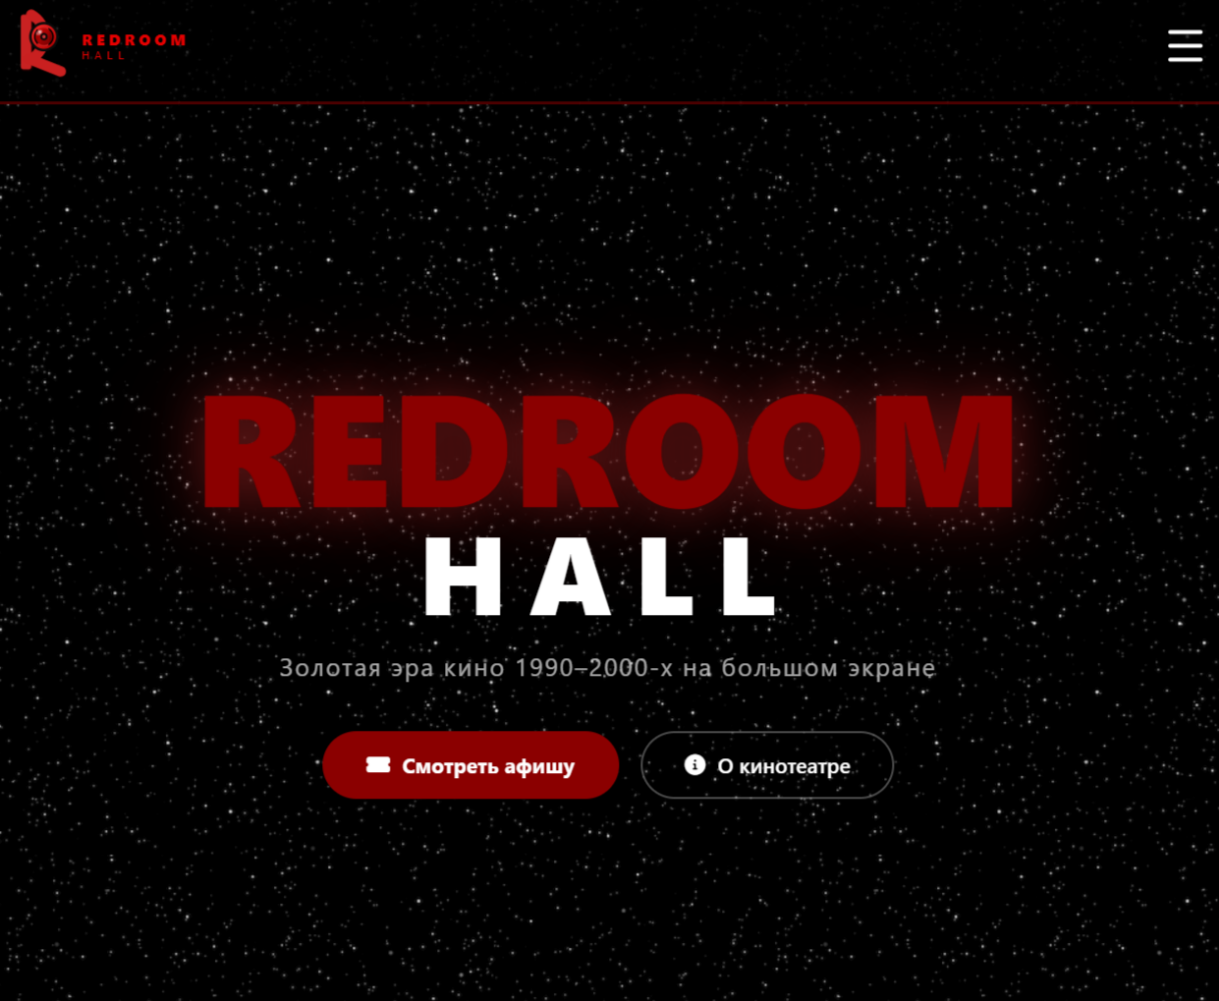 REDROOM
HALL
REDROOM
HALL
Золотая эра кино 1990–2000-х на большом экране
Смотреть афишу
О кинотеатре